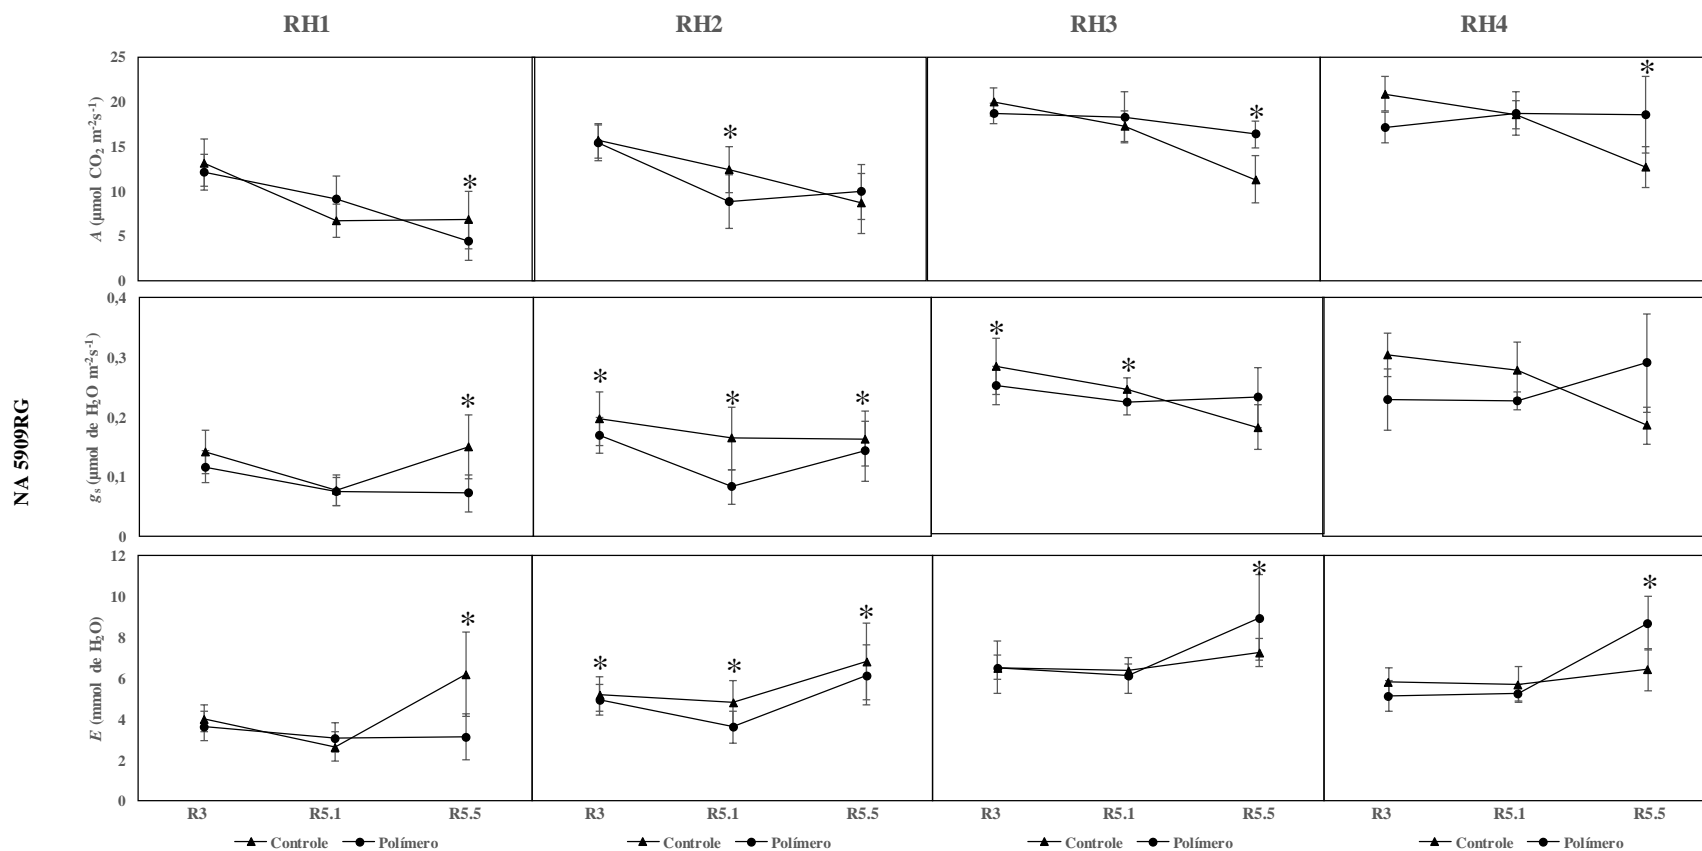 RH1 RH2 RH3 RH4
NA 5909RG
A (µmol CO₂ m⁻²s⁻¹)
25
20
15
10
5
0
* * * *
gₛ (µmol de H₂O m⁻²s⁻¹)
0,4
0,3
0,2
0,1
0
* * * * * *
E (mmol de H₂O)
12
10
8
6
4
2
0
* * * * * *
R3 R5.1 R5.5 R3 R5.1 R5.5 R3 R5.1 R5.5 R3 R5.1 R5.5
Controle Polímero Controle Polímero Controle Polímero Controle Polímero